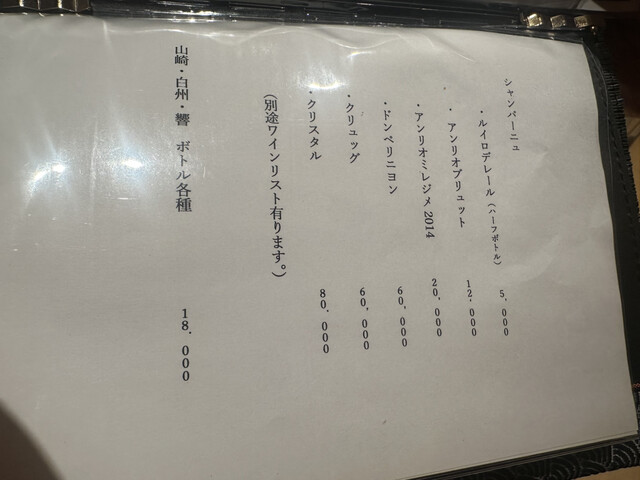 シャンパーニュ
・ルイロデレール(ハーフボトル) 5,000
・アンリオブリュット 12,000
・アンリオミレジメ2014 20,000
・ドンペリニヨン 60,000
・クリュッグ 60,000
・クリスタル 80,000
(別途ワインリスト有ります。)
山崎・白州・響 ボトル各種 18.000